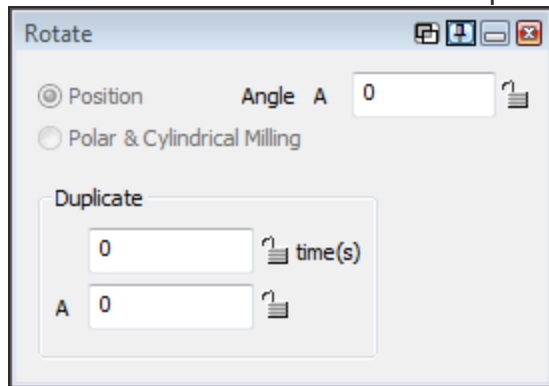 Rotate
Position Angle A 0
Polar & Cylindrical Milling
Duplicate
0 time(s)
A 0